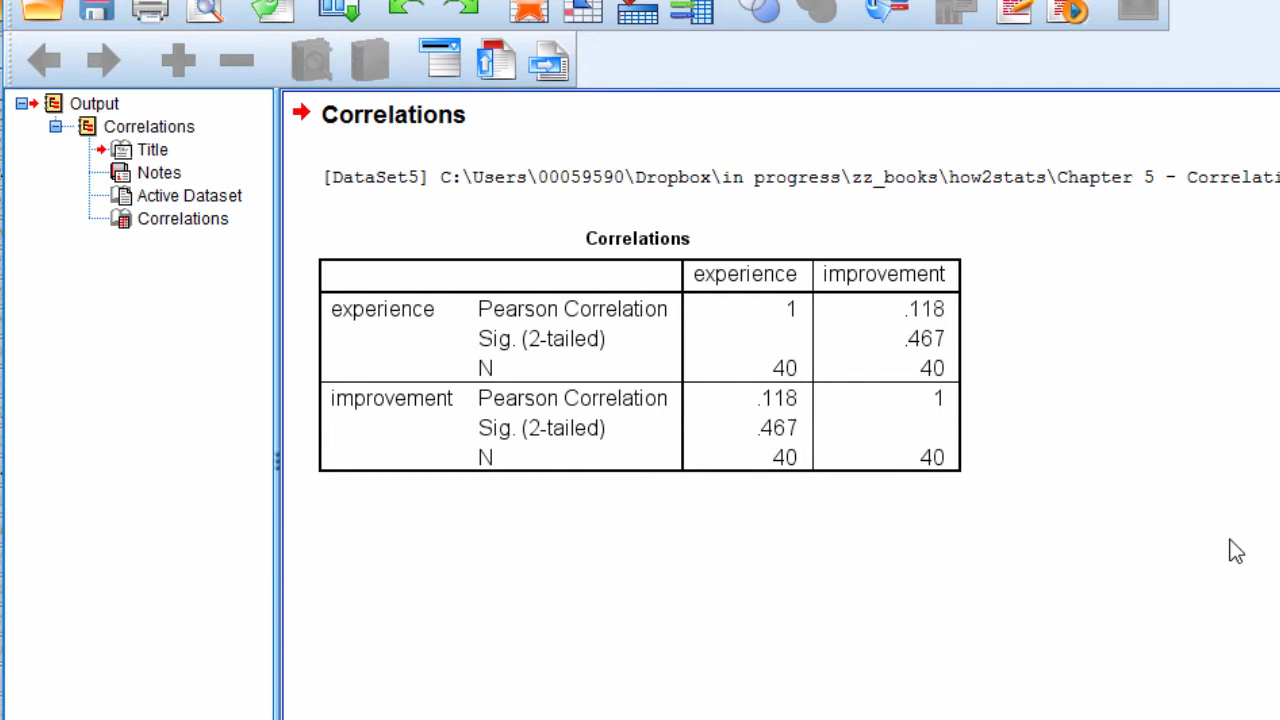 Output
Correlations
Title
Notes
Active Dataset
Correlations
Correlations
[DataSet5] C:\Users\00059590\Dropbox\in progress\zz_books\how2stats\Chapter 5 - Correlati
Correlations
experience improvement
experience Pearson Correlation 1 .118
Sig. (2-tailed) .467
N 40 40
improvement Pearson Correlation .118 1
Sig. (2-tailed) .467
N 40 40